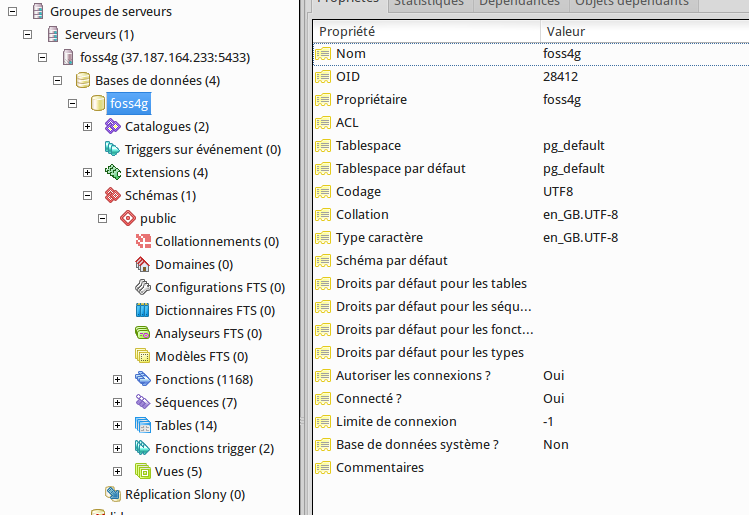 Groupes de serveurs
Serveurs (1)
foss4g (37.187.164.233:5433)
Bases de données (4)
foss4g
Catalogues (2)
Triggers sur événement (0)
Extensions (4)
Schémas (1)
public
Collationnements (0)
Domaines (0)
Configurations FTS (0)
Dictionnaires FTS (0)
Analyseurs FTS (0)
Modèles FTS (0)
Fonctions (1168)
Séquences (7)
Tables (14)
Fonctions trigger (2)
Vues (5)
Réplication Slony (0)
Propriétés Statistiques Dépendances Objets dépendants
Propriété Valeur
Nom foss4g
OID 28412
Propriétaire foss4g
ACL
Tablespace pg_default
Tablespace par défaut pg_default
Codage UTF8
Collation en_GB.UTF-8
Type caractère en_GB.UTF-8
Schéma par défaut
Droits par défaut pour les tables
Droits par défaut pour les séqu...
Droits par défaut pour les fonct...
Droits par défaut pour les types
Autoriser les connexions ? Oui
Connecté ? Oui
Limite de connexion -1
Base de données système ? Non
Commentaires